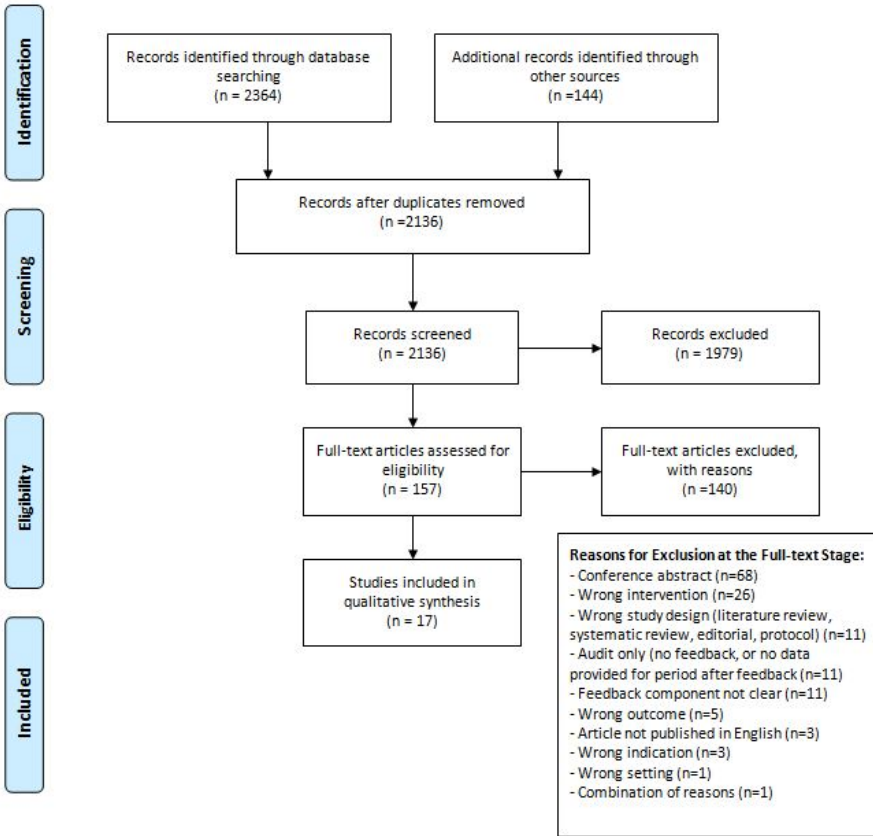 Identification
Records identified through database
searching
(n = 2364)
Additional records identified through
other sources
(n =144)
Records after duplicates removed
(n =2136)
Screening
Records screened
(n = 2136)
Records excluded
(n = 1979)
Eligibility
Full-text articles assessed for
eligibility
(n = 157)
Full-text articles excluded,
with reasons
(n =140)
Studies included in
qualitative synthesis
(n = 17)
Included
Reasons for Exclusion at the Full-text Stage:
- Conference abstract (n=68)
- Wrong intervention (n=26)
- Wrong study design (literature review,
systematic review, editorial, protocol) (n=11)
- Audit only (no feedback, or no data
provided for period after feedback (n=11)
- Feedback component not clear (n=11)
- Wrong outcome (n=5)
- Article not published in English (n=3)
- Wrong indication (n=3)
- Wrong setting (n=1)
- Combination of reasons (n=1)